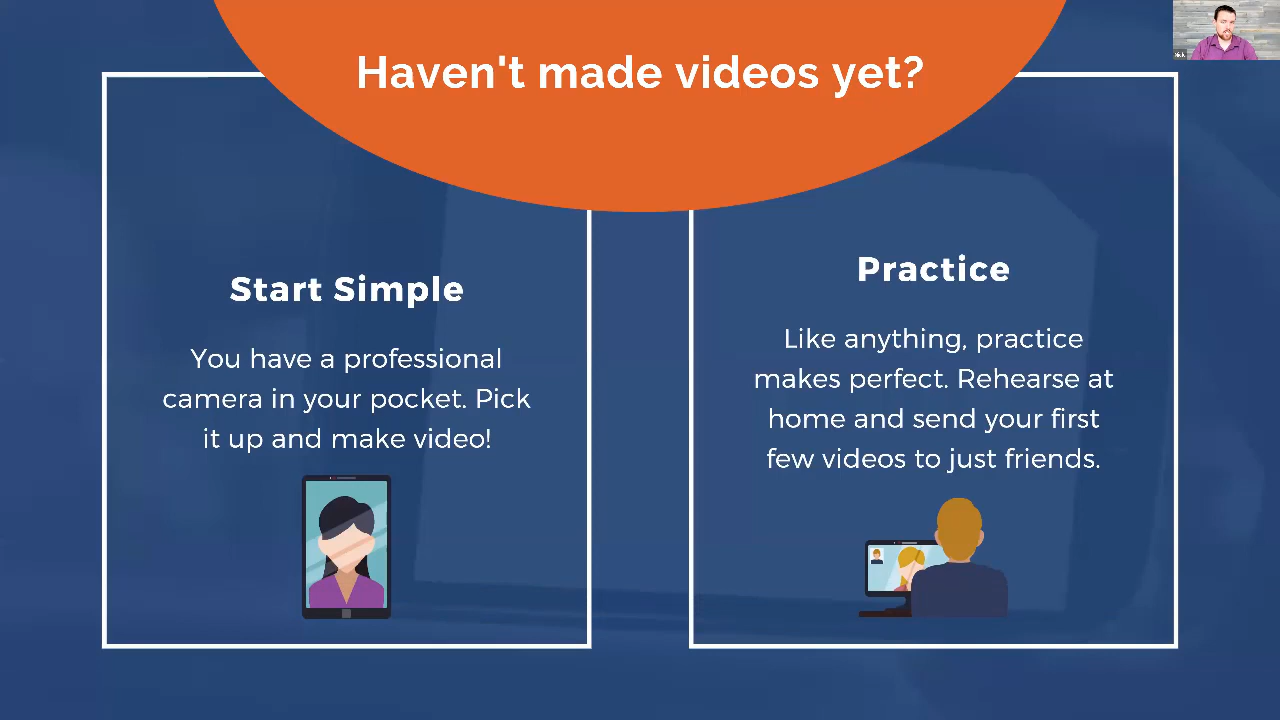 Haven't made videos yet?
Start Simple
You have a professional
camera in your pocket. Pick
it up and make video!
Practice
Like anything, practice
makes perfect. Rehearse at
home and send your first
few videos to just friends.
Nick